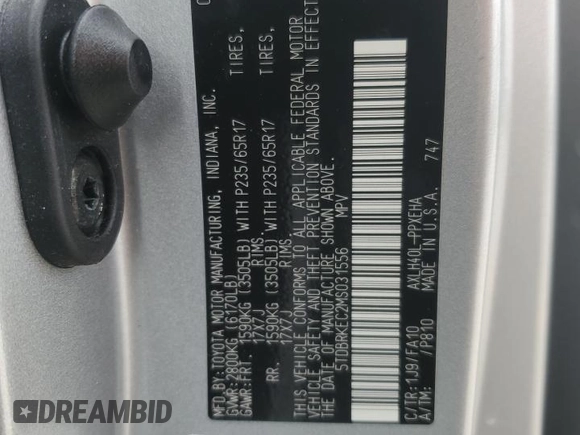 MFD.BY:TOYOTA MOTOR MANUFACTURING, INDIANA, INC.
GVWR:2800KG (6170LB)
GAWR:FRT. 1590KG (3505LB) WITH P235/65R17 TIRES,
17X7J RIMS.
RR. 1590KG (3505LB) WITH P235/65R17 TIRES,
17X7J RIMS
THIS VEHICLE CONFORMS TO ALL APPLICABLE FEDERAL MOTOR
VEHICLE SAFETY AND THEFT PREVENTION STANDARDS IN EFFECT
THE DATE OF MANUFACTURE SHOWN ABOVE.
5TDBRKEC2MS031556 MPV
C/TR:1J9/FA10 AXLH40L-PPXEHA
A/TM: /P810 MADE IN U.S.A. 747
DREAMBID